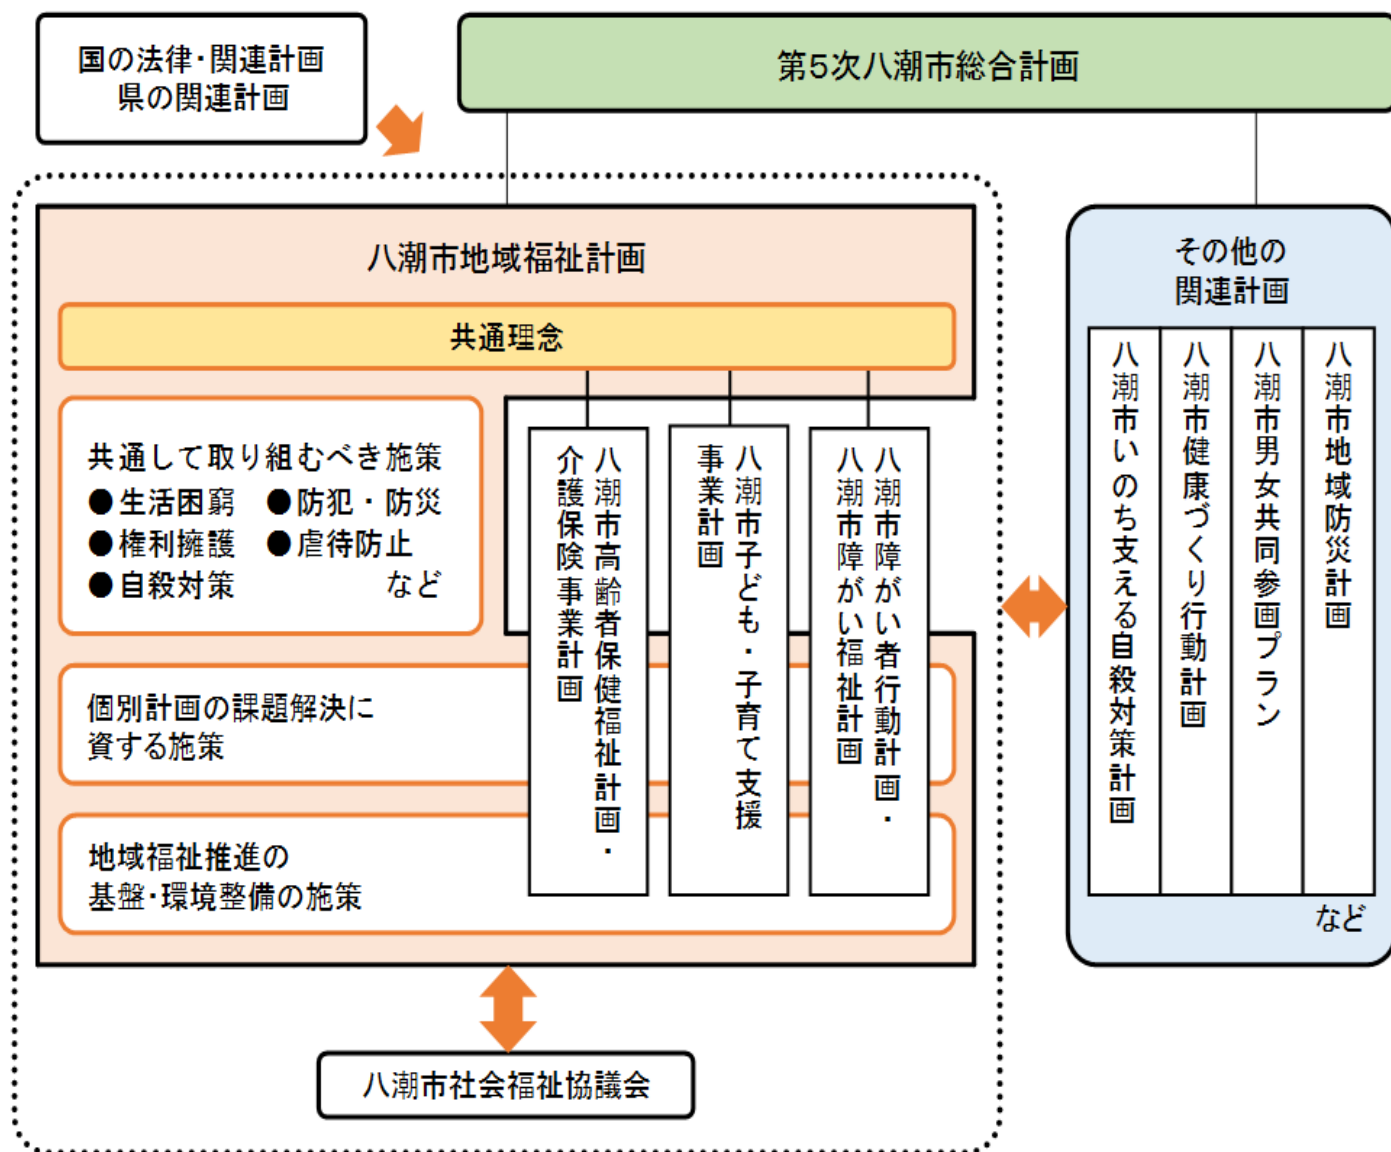 国の法律・関連計画
県の関連計画
第5次八潮市総合計画
八潮市地域福祉計画
共通理念
共通して取り組むべき施策
●生活困窮 ●防犯・防災
●権利擁護 ●虐待防止
●自殺対策 など
個別計画の課題解決に
資する施策
地域福祉推進の
基盤・環境整備の施策
八潮市高齢者保健福祉計画・
介護保険事業計画
八潮市子ども・子育て支援
事業計画
八潮市障がい者行動計画・
八潮市障がい福祉計画
その他の
関連計画
八潮市いのち支える自殺対策計画
八潮市健康づくり行動計画
八潮市男女共同参画プラン
八潮市地域防災計画
など
八潮市社会福祉協議会